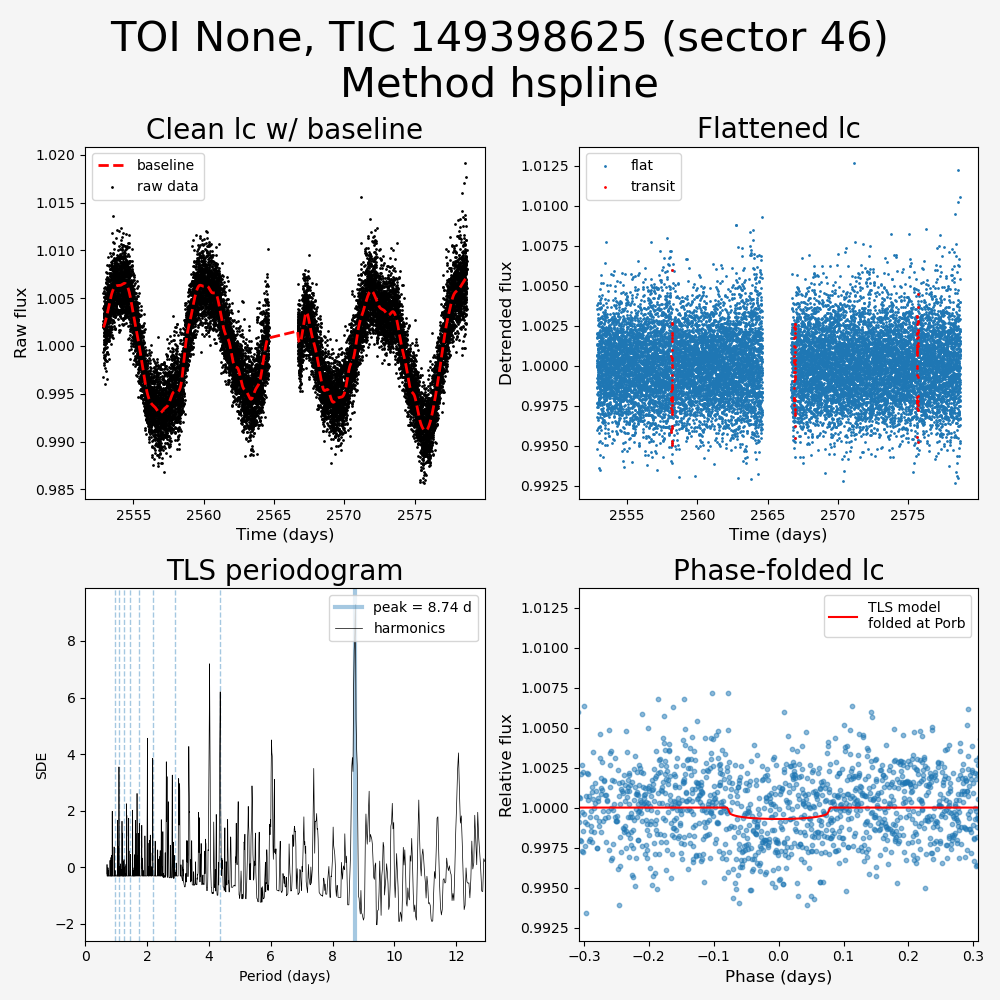 TOI None, TIC 149398625 (sector 46)
Method hspline
Clean lc w/ baseline
Raw flux
1.020
1.015
1.010
1.005
1.000
0.995
0.990
0.985
baseline
raw data
2555
2560
2565
2570
2575
Time (days)
Flattened lc
Detrended flux
1.0125
1.0100
1.0075
1.0050
1.0025
1.0000
0.9975
0.9950
0.9925
flat
transit
2555
2560
2565
2570
2575
Time (days)
TLS periodogram
SDE
8
6
4
2
0
−2
peak = 8.74 d
harmonics
0
2
4
6
8
10
12
Period (days)
Phase-folded lc
Relative flux
1.0125
1.0100
1.0075
1.0050
1.0025
1.0000
0.9975
0.9950
0.9925
TLS model
folded at Porb
−0.3
−0.2
−0.1
0.0
0.1
0.2
0.3
Phase (days)